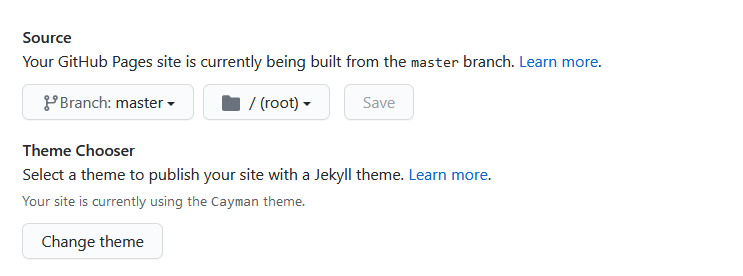 Source
Your GitHub Pages site is currently being built from the master branch. Learn more.
Branch: master / (root) Save
Theme Chooser
Select a theme to publish your site with a Jekyll theme. Learn more.
Your site is currently using the Cayman theme.
Change theme